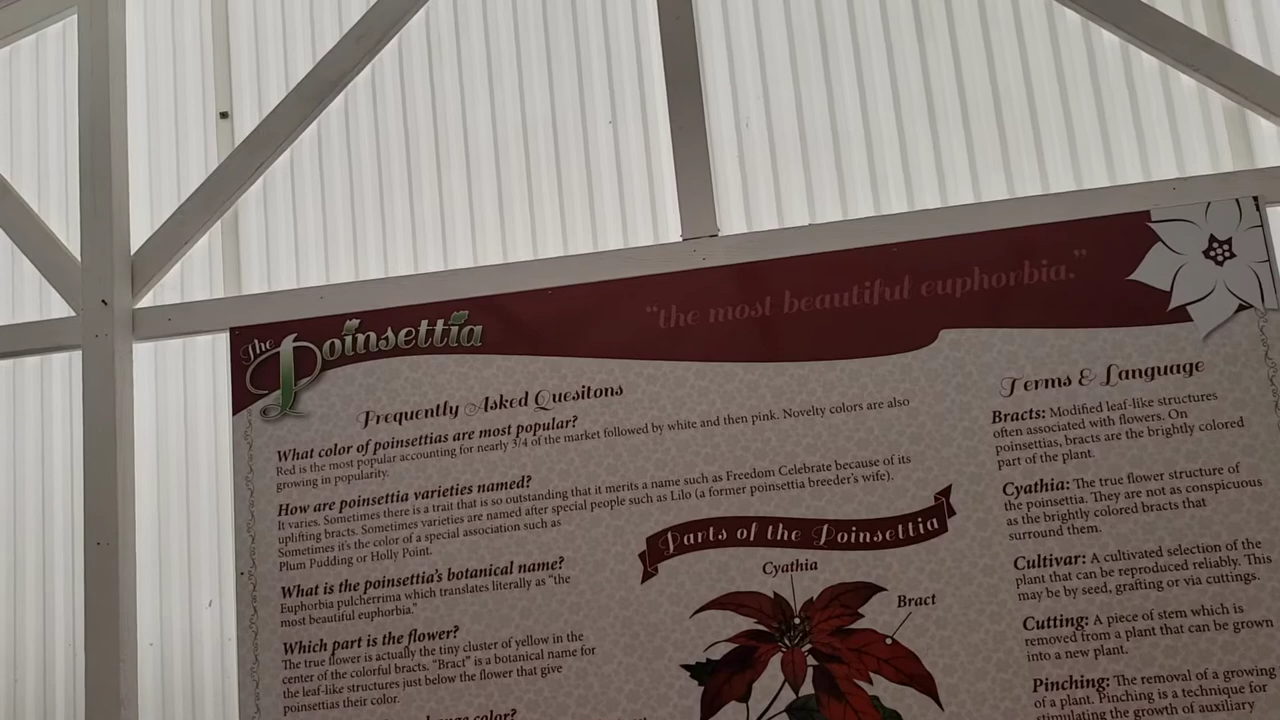 The Poinsettia
“the most beautiful euphorbia.”
Frequently Asked Quesitons
What color of poinsettias are most popular?
Red is the most popular accounting for nearly 3/4 of the market followed by white and then pink. Novelty colors are also
growing in popularity.
How are poinsettia varieties named?
It varies. Sometimes there is a trait that is so outstanding that it merits a name such as Freedom Celebrate because of its
uplifting bracts. Sometimes varieties are named after special people such as Lilo (a former poinsettia breeder's wife).
Sometimes it's the color of a special association such as
Plum Pudding or Holly Point.
What is the poinsettia's botanical name?
Euphorbia pulcherrima which translates literally as “the
most beautiful euphorbia.”
Which part is the flower?
The true flower is actually the tiny cluster of yellow in the
center of the colorful bracts. “Bract” is a botanical name for
the leaf-like structures just below the flower that give
poinsettias their color.
color?
Parts of the Poinsettia
Cyathia
Bract
Terms & Language
Bracts: Modified leaf-like structures
often associated with flowers. On
poinsettias, bracts are the brightly colored
part of the plant.
Cyathia: The true flower structure of
the poinsettia. They are not as conspicuous
as the brightly colored bracts that
surround them.
Cultivar: A cultivated selection of the
plant that can be reproduced reliably. This
may be by seed, grafting or via cuttings.
Cutting: A piece of stem which is
removed from a plant that can be grown
into a new plant.
Pinching: The removal of a growing
of a plant. Pinching is a technique for
stimulating the growth of auxiliary